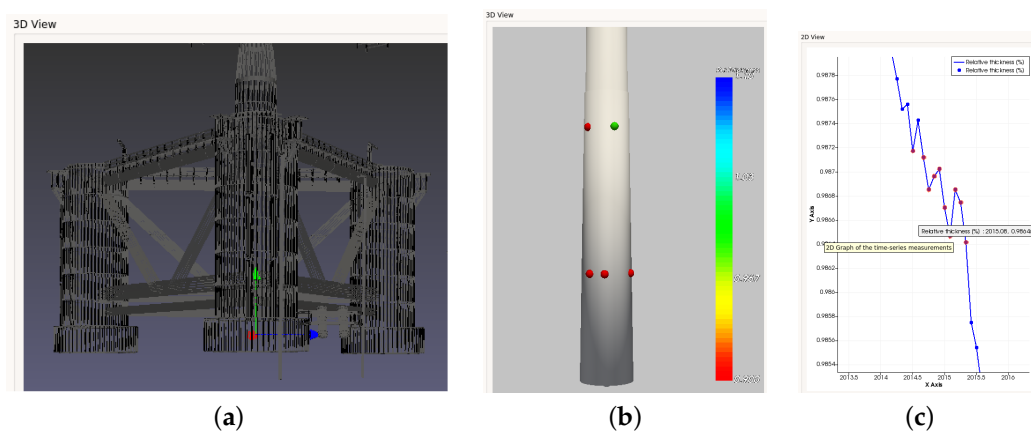 3D View
(a)
3D View
(b)
2D View
Relative thickness (%)
Relative thickness (%)
0.9878
0.9876
0.9874
0.9872
0.987
0.9868
0.9866
0.9862
0.986
0.9858
0.9856
0.9854
Y Axis
Relative thickness (%) : 2015.08, 0.9864
2D Graph of the time-series measurements
2013.5
2014
2014.5
2015
2015.5
2016
X Axis
(c)